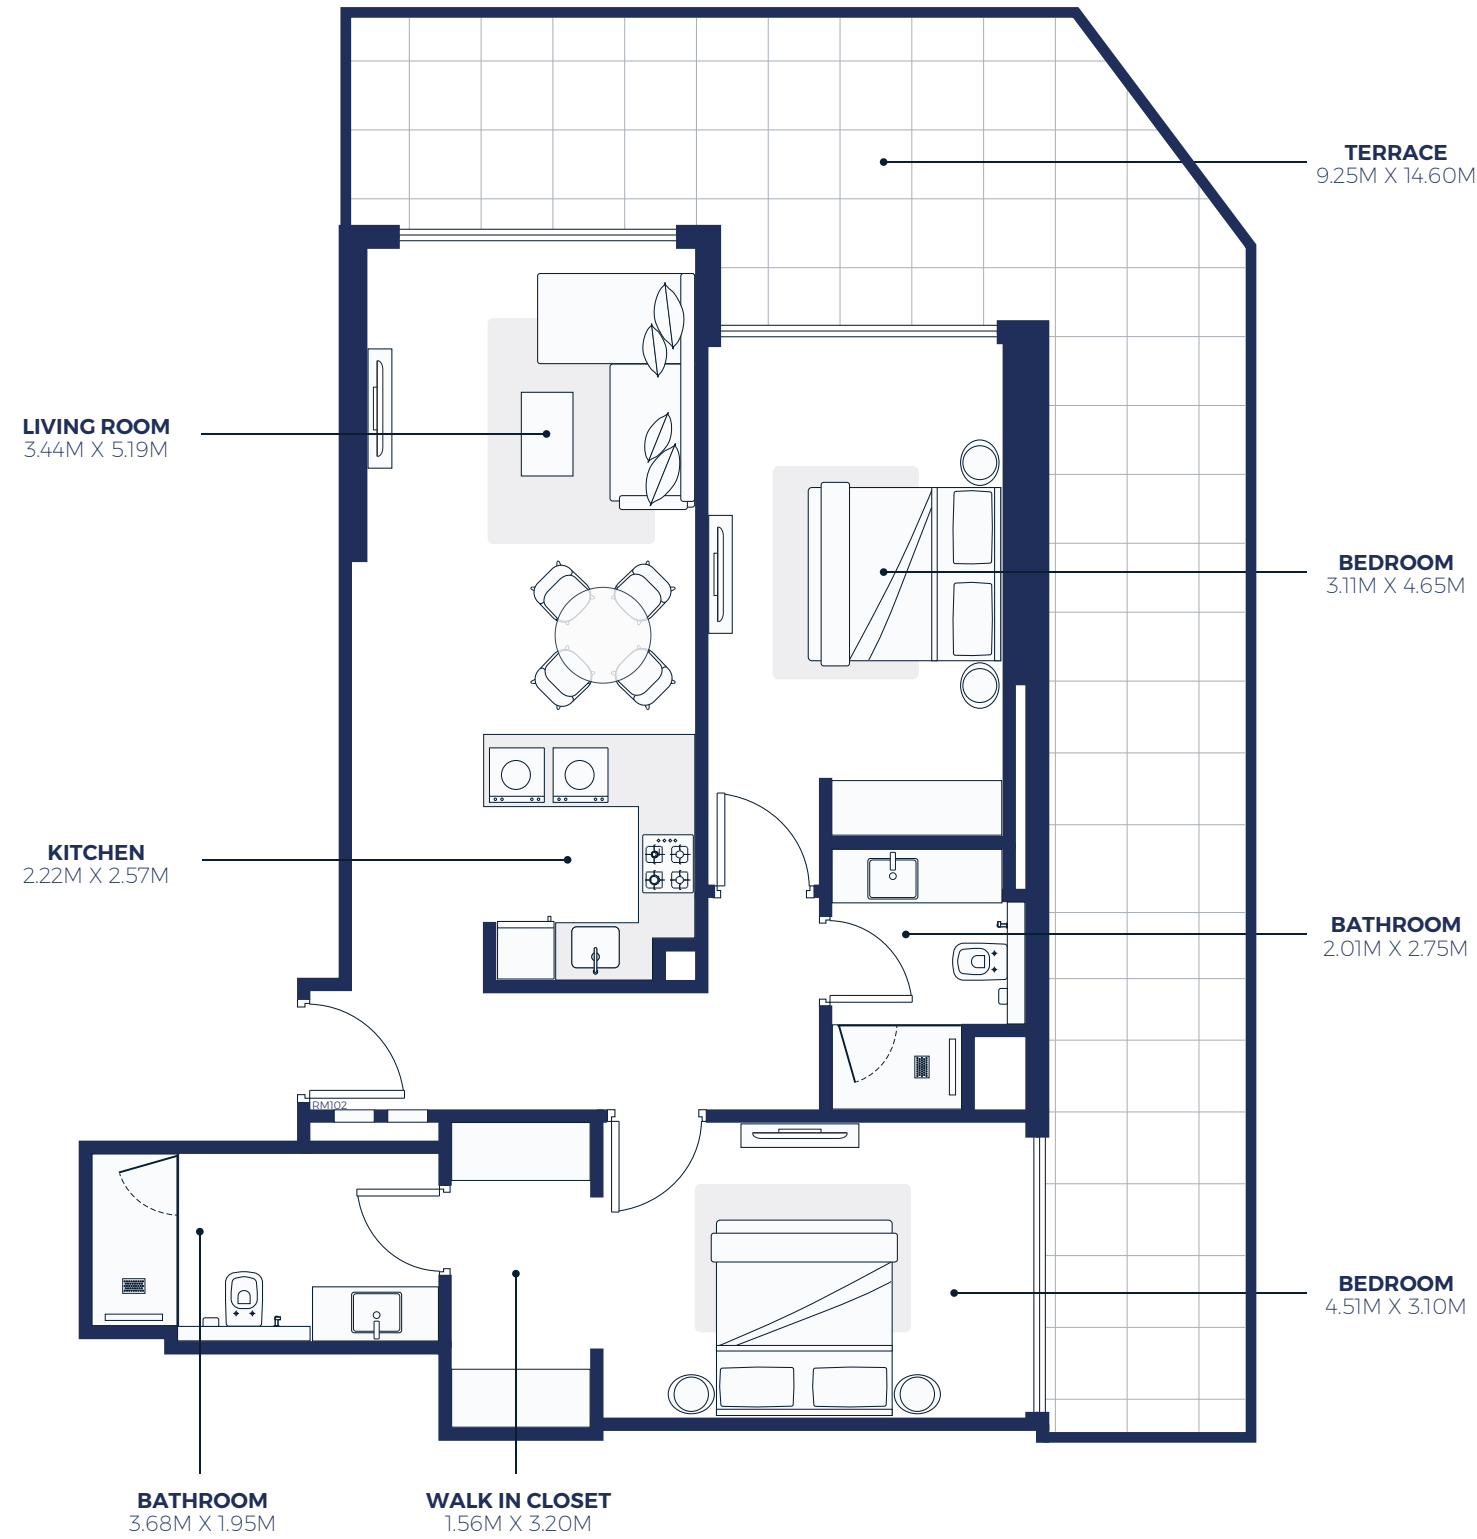 TERRACE
9.25M X 14.60M
LIVING ROOM
3.44M X 5.19M
BEDROOM
3.11M X 4.65M
KITCHEN
2.22M X 2.57M
BATHROOM
2.01M X 2.75M
RM102
BEDROOM
4.51M X 3.10M
BATHROOM
3.68M X 1.95M
WALK IN CLOSET
1.56M X 3.20M